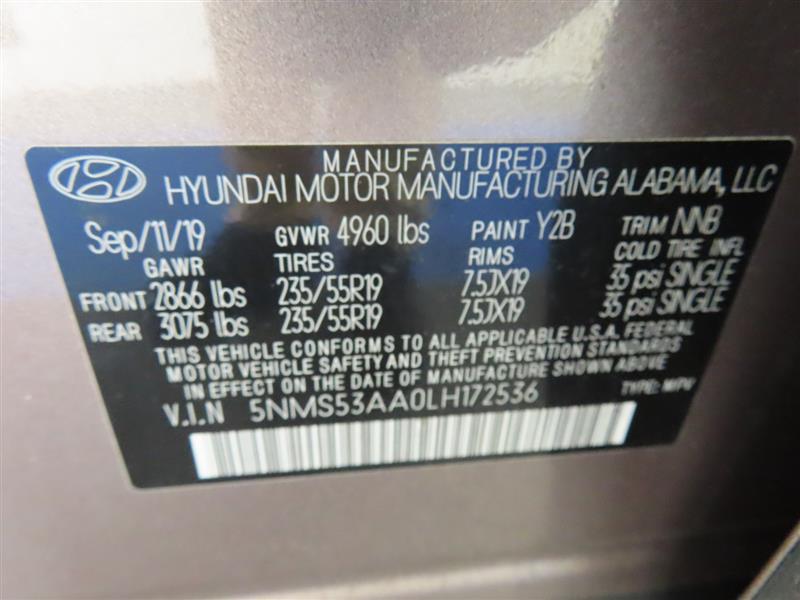 MANUFACTURED BY
HYUNDAI MOTOR MANUFACTURING ALABAMA, LLC
Sep/11/19 GVWR 4960 lbs PAINT Y2B TRIM NNB
GAWR TIRES RIMS COLD TIRE INFL
FRONT 2866 lbs 235/55R19 7.5JX19 35 psi SINGLE
REAR 3075 lbs 235/55R19 7.5JX19 35 psi SINGLE
THIS VEHICLE CONFORMS TO ALL APPLICABLE U.S.A. FEDERAL
MOTOR VEHICLE SAFETY AND THEFT PREVENTION STANDARDS
IN EFFECT ON THE DATE OF MANUFACTURE SHOWN ABOVE
V.I.N 5NMS53AA0LH172536 TYPE: MPV